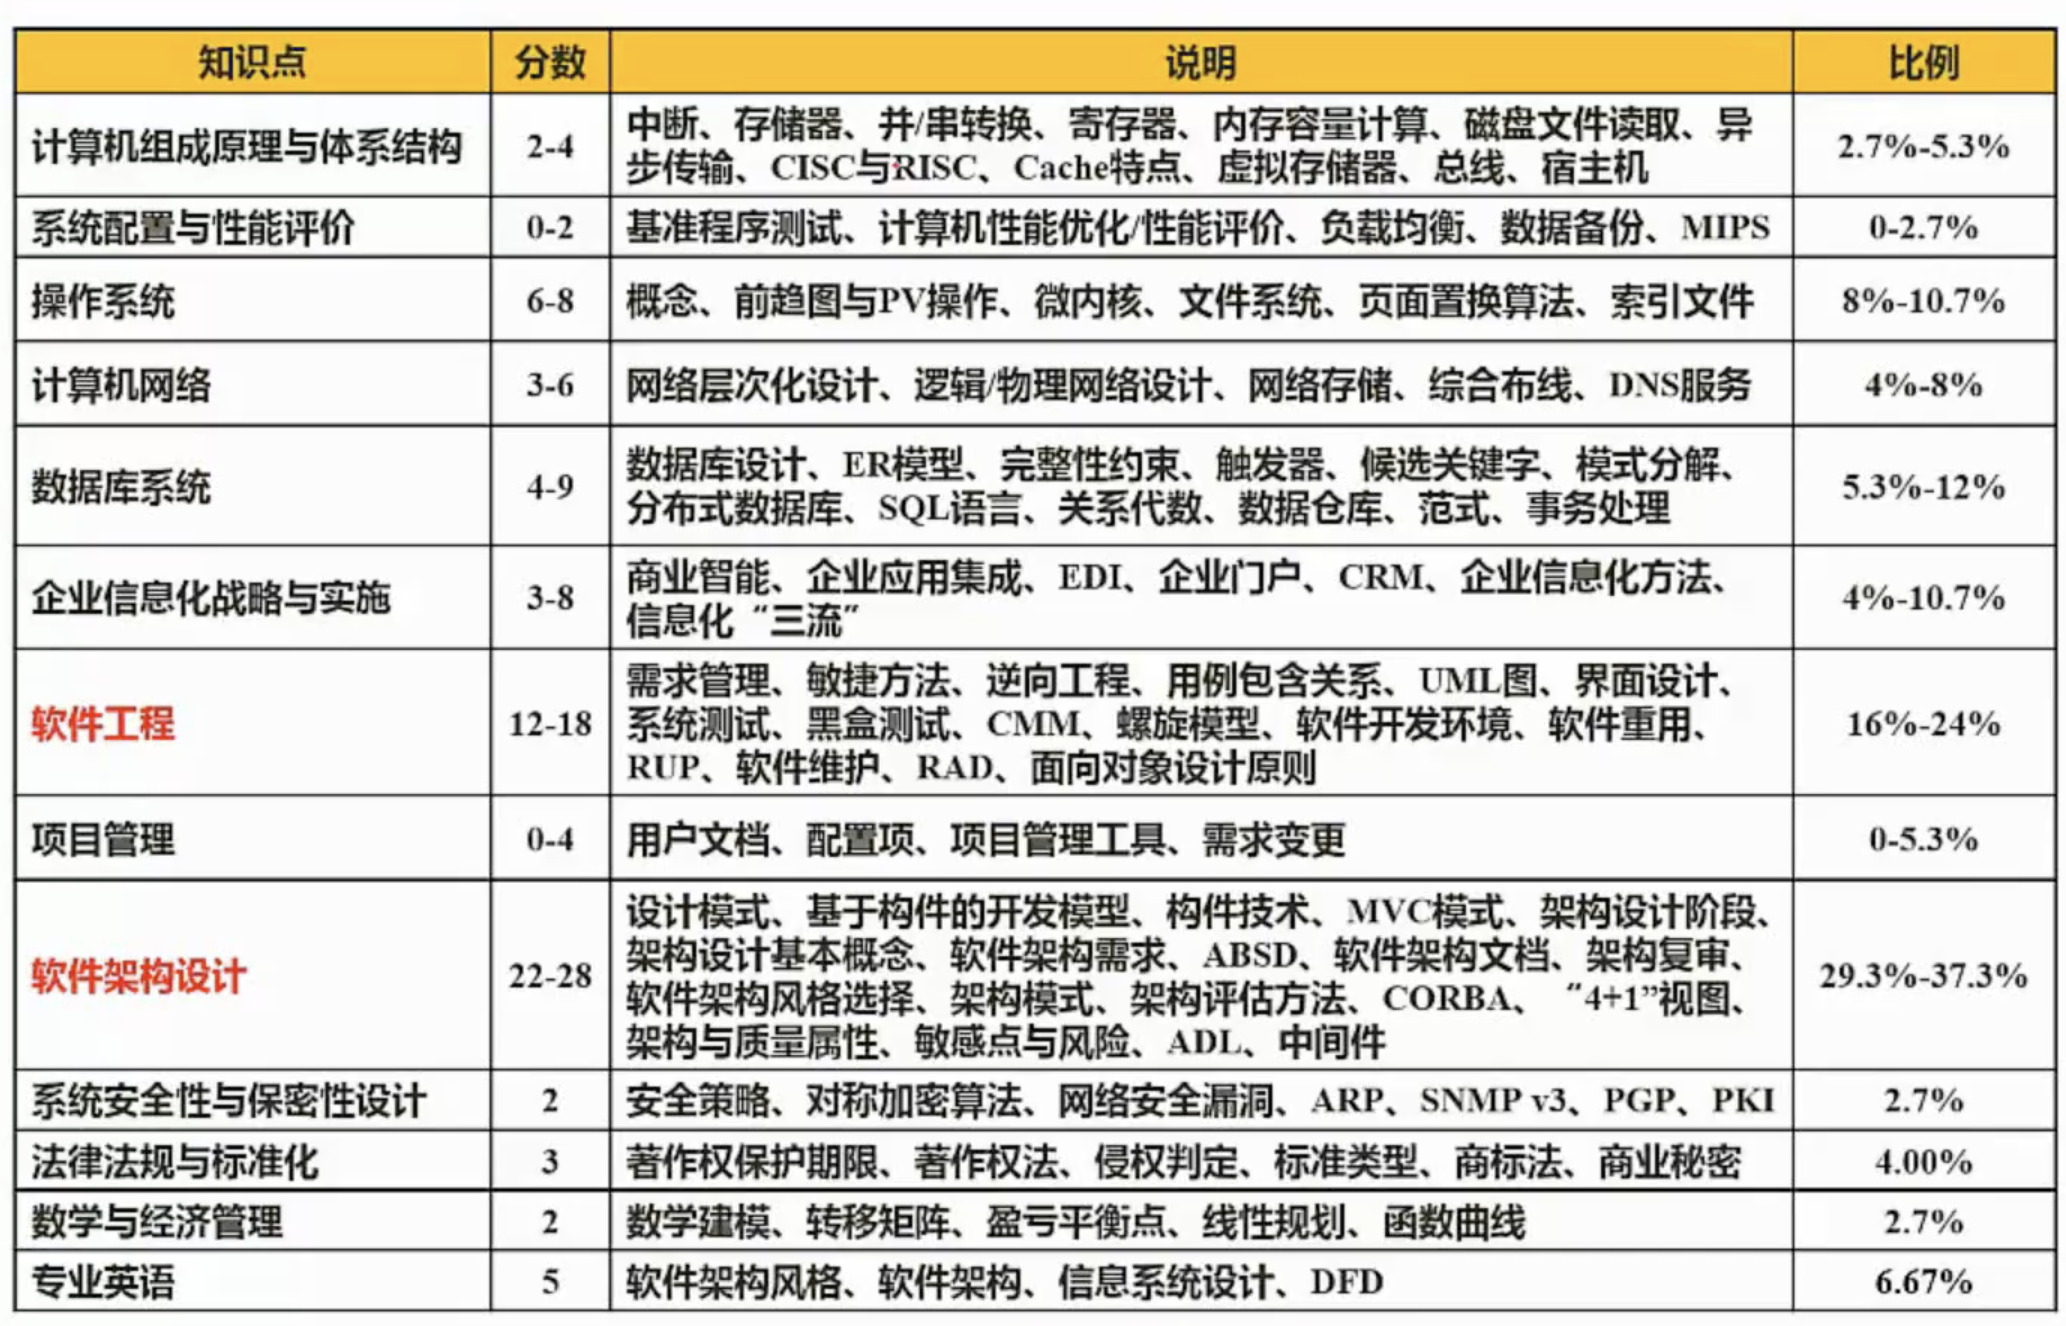 知识点 分数 说明 比例
计算机组成原理与体系结构 2-4 中断、存储器、并/串转换、寄存器、内存容量计算、磁盘文件读取、异
步传输、CISC与RISC、Cache特点、虚拟存储器、总线、宿主机 2.7%-5.3%
系统配置与性能评价 0-2 基准程序测试、计算机性能优化/性能评价、负载均衡、数据备份、MIPS 0-2.7%
操作系统 6-8 概念、前趋图与PV操作、微内核、文件系统、页面置换算法、索引文件 8%-10.7%
计算机网络 3-6 网络层次化设计、逻辑/物理网络设计、网络存储、综合布线、DNS服务 4%-8%
数据库系统 4-9 数据库设计、ER模型、完整性约束、触发器、候选关键字、模式分解、
分布式数据库、SQL语言、关系代数、数据仓库、范式、事务处理 5.3%-12%
企业信息化战略与实施 3-8 商业智能、企业应用集成、EDI、企业门户、CRM、企业信息化方法、
信息化“三流” 4%-10.7%
软件工程 12-18 需求管理、敏捷方法、逆向工程、用例包含关系、UML图、界面设计、
系统测试、黑盒测试、CMM、螺旋模型、软件开发环境、软件重用、
RUP、软件维护、RAD、面向对象设计原则 16%-24%
项目管理 0-4 用户文档、配置项、项目管理工具、需求变更 0-5.3%
软件架构设计 22-28 设计模式、基于构件的开发模型、构件技术、MVC模式、架构设计阶段、
架构设计基本概念、软件架构需求、ABSD、软件架构文档、架构复审、
软件架构风格选择、架构模式、架构评估方法、CORBA、“4+1”视图、
架构与质量属性、敏感点与风险、ADL、中间件 29.3%-37.3%
系统安全性与保密性设计 2 安全策略、对称加密算法、网络安全漏洞、ARP、SNMP v3、PGP、PKI 2.7%
法律法规与标准化 3 著作权保护期限、著作权法、侵权判定、标准类型、商标法、商业秘密 4.00%
数学与经济管理 2 数学建模、转移矩阵、盈亏平衡点、线性规划、函数曲线 2.7%
专业英语 5 软件架构风格、软件架构、信息系统设计、DFD 6.67%